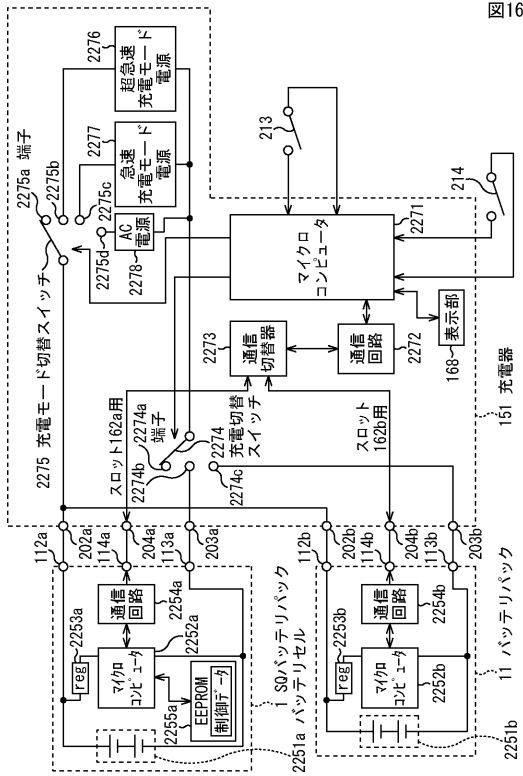 図16
2276
超急速
充電モード
電源
2277
急速
充電モード
電源
2275a 端子
2275b
2275c
AC
電源
2275d
2278
2275 充電モード切替スイッチ
213
214
2271
マイクロ
コンピュータ
2273
通信
切替器
通信
回路
2272
168
表示部
151 充電器
スロット162a用
2274a
端子
2274b
2274
充電切替
スイッチ
2274c
スロット
162b用
112a
202a
114a
204a
113a
203a
112b
202b
114b
204b
113b
203b
2253a
reg
通信
回路
2254a
マイクロ
コンピュータ
2252a
2255a
EEPROM
制御データ
1 SQバッテリパック
2251a バッテリセル
2253b
reg
通信
回路
2254b
マイクロ
コンピュータ
2252b
11 バッテリパック
2251b